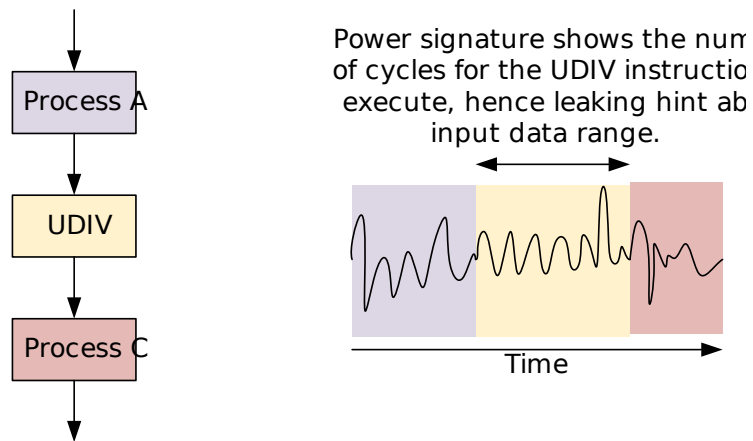 Process A
UDIV
Process C
Power signature shows the num
of cycles for the UDIV instructio
execute, hence leaking hint ab
input data range.
Time